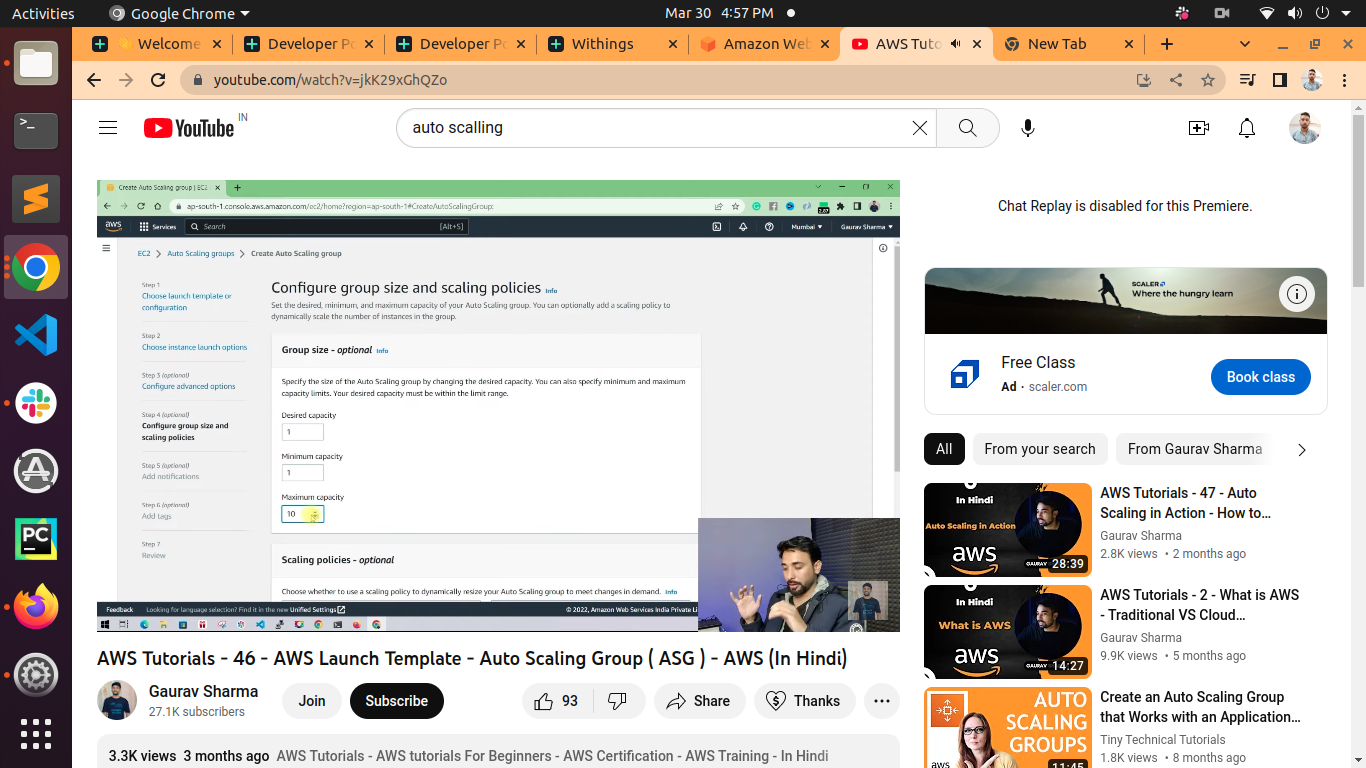 Activities
Google Chrome
Mar 30 4:57 PM
Welcome
Developer Po
Developer Po
Withings
Amazon Web
AWS Tuto
New Tab
youtube.com/watch?v=jkK29xGhQZo
YouTube IN
auto scalling
Create Auto Scaling group | EC2
ap-south-1.console.aws.amazon.com/ec2/home?region=ap-south-1#CreateAutoScalingGroup:
aws
Services
Search
[Alt+S]
Mumbai
Gaurav Sharma
EC2
Auto Scaling groups
Create Auto Scaling group
Step 1
Choose launch template or
configuration
Step 2
Choose instance launch options
Step 3 (optional)
Configure advanced options
Step 4 (optional)
Configure group size and
scaling policies
Step 5 (optional)
Add notifications
Step 6 (optional)
Add tags
Step 7
Review
Configure group size and scaling policies Info
Set the desired, minimum, and maximum capacity of your Auto Scaling group. You can optionally add a scaling policy to
dynamically scale the number of instances in the group.
Group size - optional Info
Specify the size of the Auto Scaling group by changing the desired capacity. You can also specify minimum and maximum
capacity limits. Your desired capacity must be within the limit range.
Desired capacity
1
Minimum capacity
1
Maximum capacity
10
Scaling policies - optional
Choose whether to use a scaling policy to dynamically resize your Auto Scaling group to meet changes in demand. Info
Feedback
Looking for language selection? Find it in the new Unified Settings
© 2022, Amazon Web Services India Private Li
AWS Tutorials - 46 - AWS Launch Template - Auto Scaling Group ( ASG ) - AWS (In Hindi)
Gaurav Sharma
27.1K subscribers
Join
Subscribe
93
Share
Thanks
3.3K views 3 months ago AWS Tutorials - AWS tutorials For Beginners - AWS Certification - AWS Training - In Hindi
Chat Replay is disabled for this Premiere.
SCALER
Where the hungry learn
Free Class
Ad · scaler.com
Book class
All
From your search
From Gaurav Sharma
In Hindi
Auto Scaling in Action
aws
GAURAV
28:39
AWS Tutorials - 47 - Auto
Scaling in Action - How to...
Gaurav Sharma
2.8K views • 2 months ago
In Hindi
What is AWS
aws
GAURAV
14:27
AWS Tutorials - 2 - What is AWS
- Traditional VS Cloud...
Gaurav Sharma
9.9K views • 5 months ago
AUTO
SCALING
GROUPS
aws
11:45
Create an Auto Scaling Group
that Works with an Application...
Tiny Technical Tutorials
1.8K views • 8 months ago